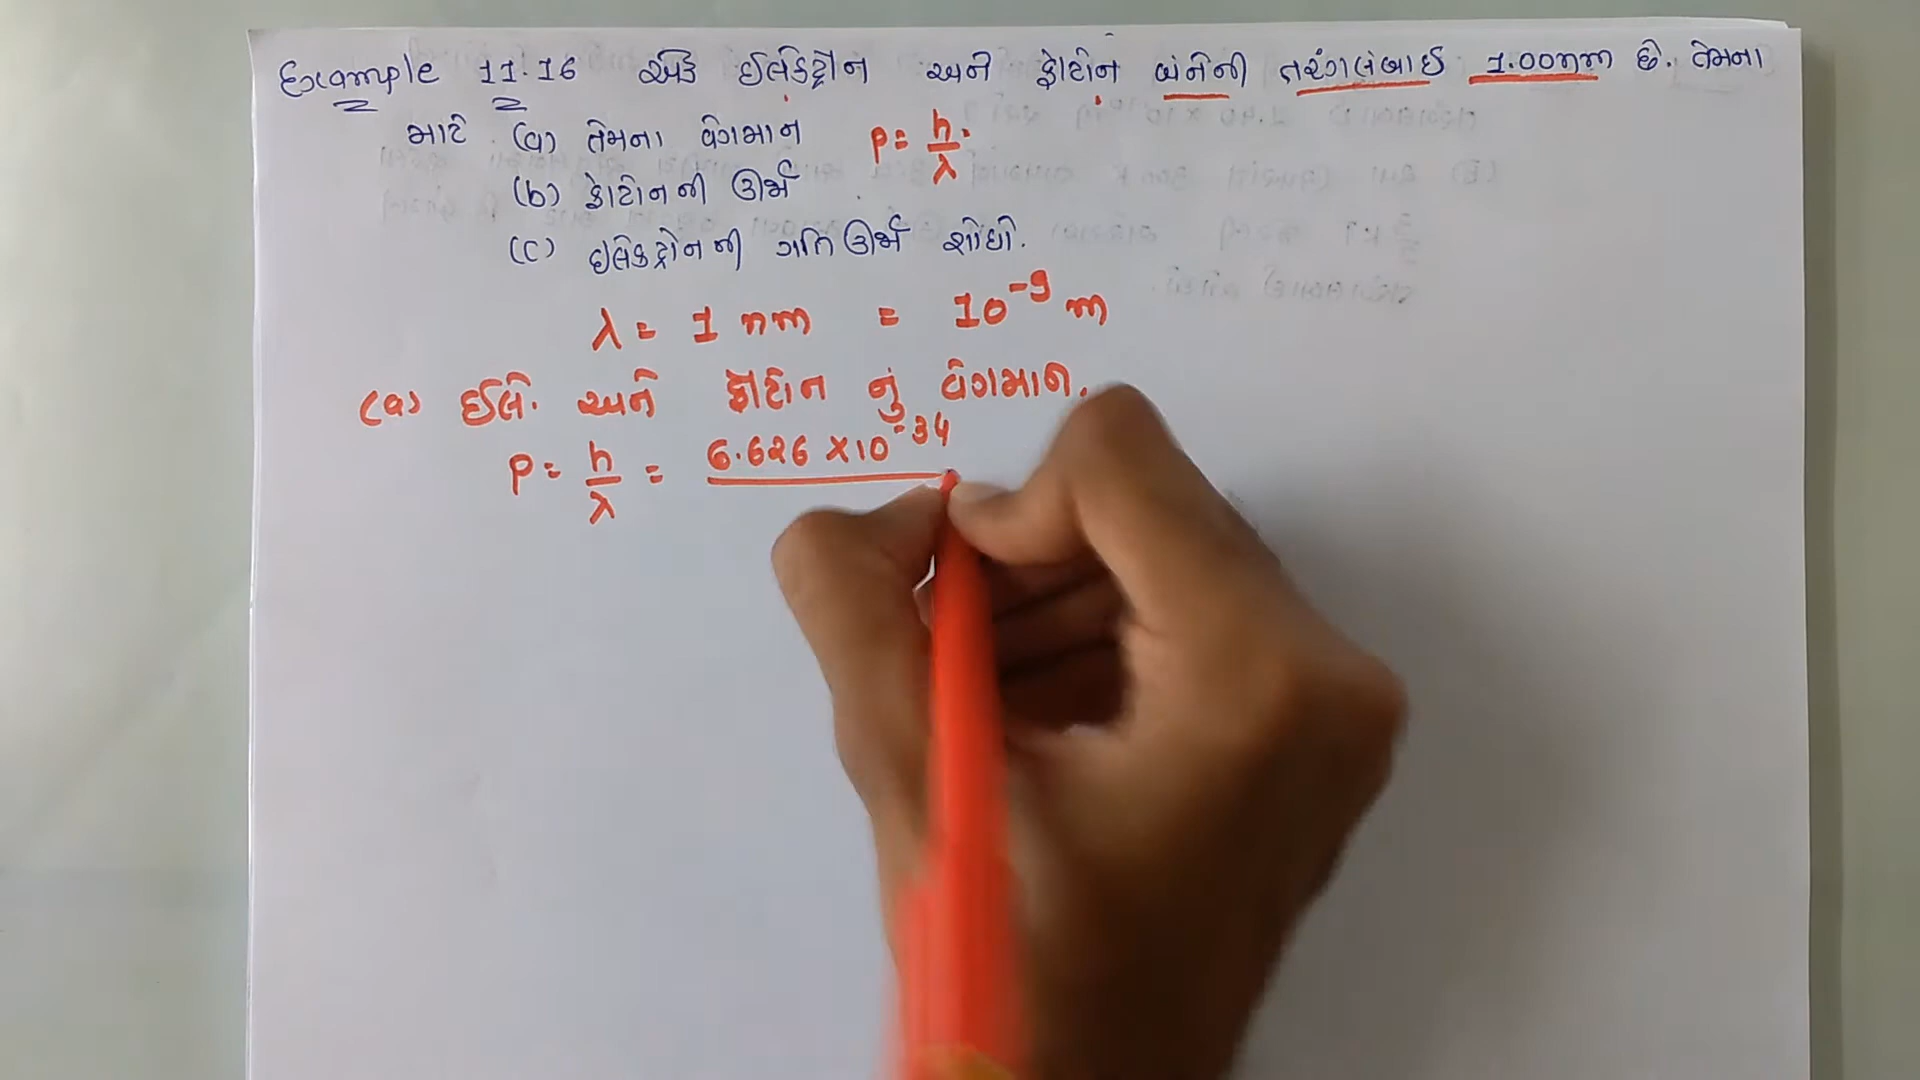 Example 11.16 એક ઈલેક્ટ્રૉન અને ફોટોન બંનેની તરંગલંબાઈ 1.00nm છે. તેમના
માટે (a) તેમના વેગમાન p = h/λ.
(b) ફોટોનની ઊર્જા
(c) ઇલેક્ટ્રોનની ગતિઊર્જા શોધો.
λ = 1 nm = 10⁻⁹ m
(a) ઈલે. અને ફોટોન નું વેગમાન.
p = h/λ = 6.626 ×10⁻³⁴